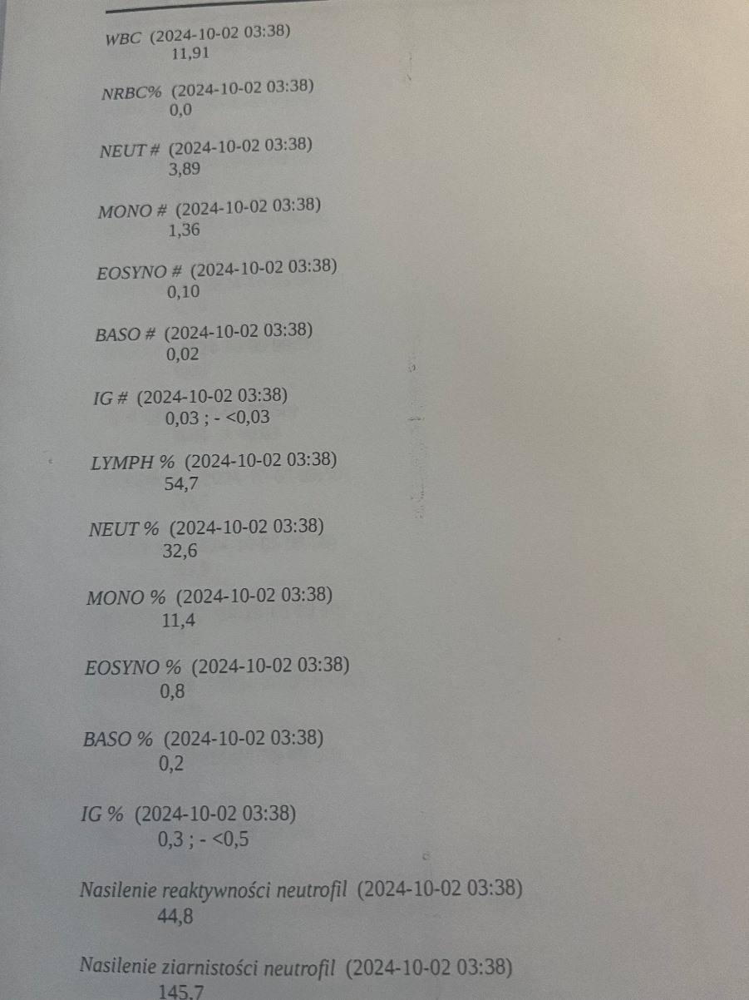 WBC (2024-10-02 03:38)
11,91
NRBC% (2024-10-02 03:38)
0,0
NEUT # (2024-10-02 03:38)
3,89
MONO # (2024-10-02 03:38)
1,36
EOSYNO # (2024-10-02 03:38)
0,10
BASO # (2024-10-02 03:38)
0,02
IG # (2024-10-02 03:38)
0,03 ; - <0,03
LYMPH % (2024-10-02 03:38)
54,7
NEUT % (2024-10-02 03:38)
32,6
MONO % (2024-10-02 03:38)
11,4
EOSYNO % (2024-10-02 03:38)
0,8
BASO % (2024-10-02 03:38)
0,2
IG % (2024-10-02 03:38)
0,3 ; - <0,5
Nasilenie reaktywności neutrofil (2024-10-02 03:38)
44,8
Nasilenie ziarnistości neutrofil (2024-10-02 03:38)
145,7